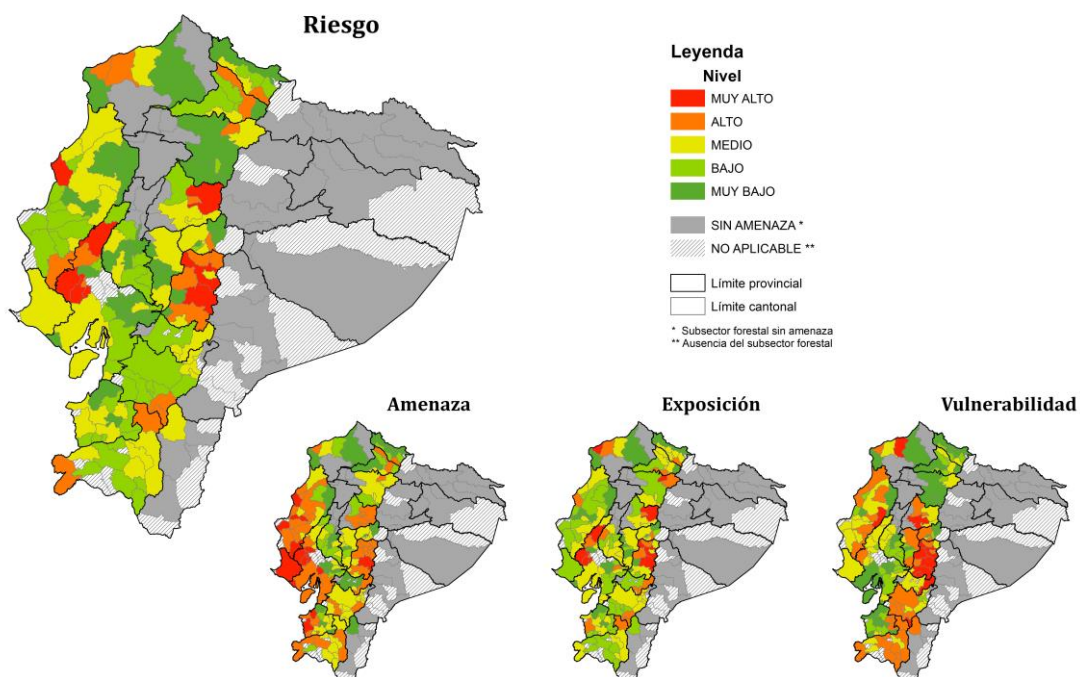 Riesgo
Leyenda
Nivel
MUY ALTO
ALTO
MEDIO
BAJO
MUY BAJO
SIN AMENAZA *
NO APLICABLE **
Límite provincial
Límite cantonal
* Subsector forestal sin amenaza
** Ausencia del subsector forestal
Amenaza
Exposición
Vulnerabilidad